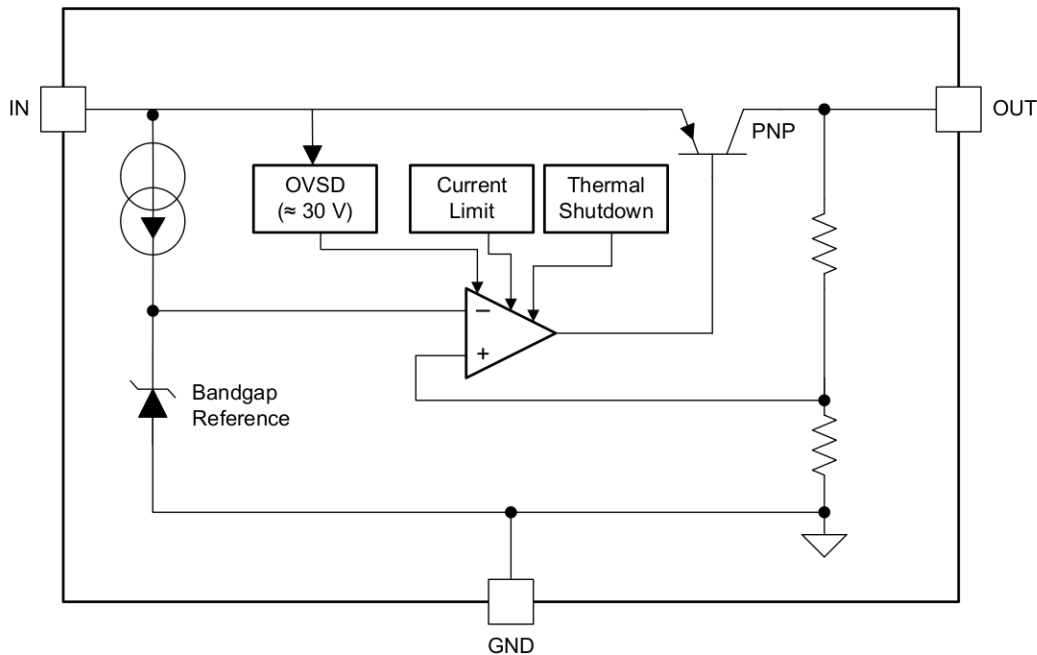 IN
OUT
PNP
OVSD
(≈ 30 V)
Current
Limit
Thermal
Shutdown
−
+
Bandgap
Reference
GND